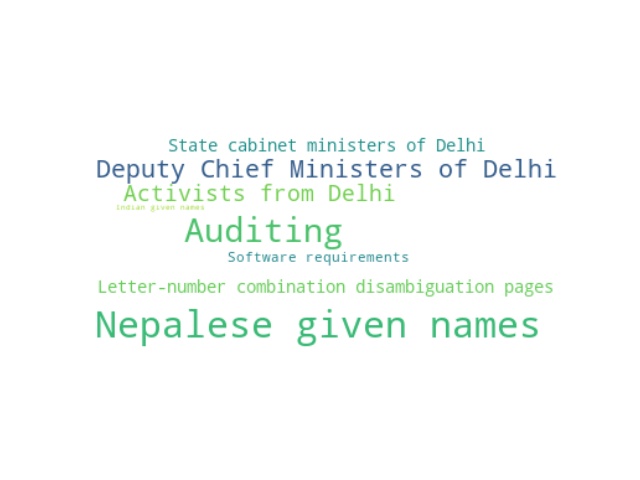 State cabinet ministers of Delhi
Deputy Chief Ministers of Delhi
Activists from Delhi
Indian given names
Auditing
Software requirements
Letter-number combination disambiguation pages
Nepalese given names